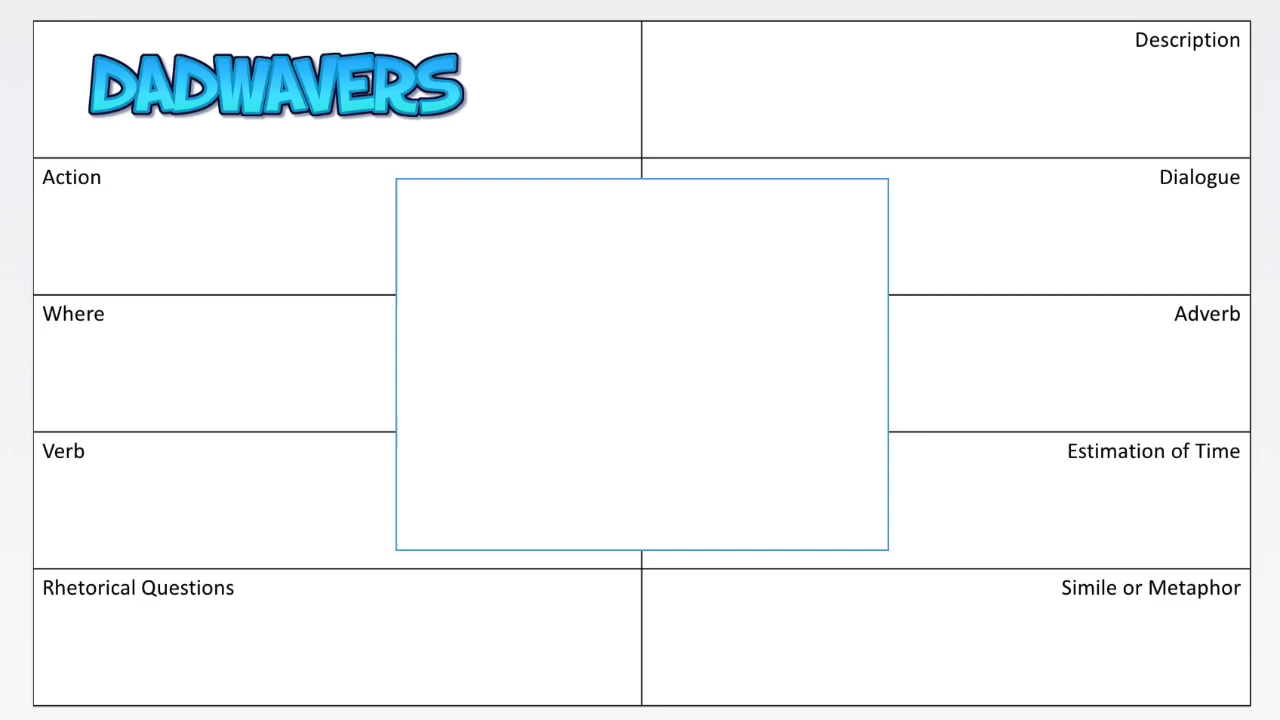 DADWAVERS
Description
Action
Dialogue
Where
Adverb
Verb
Estimation of Time
Rhetorical Questions
Simile or Metaphor